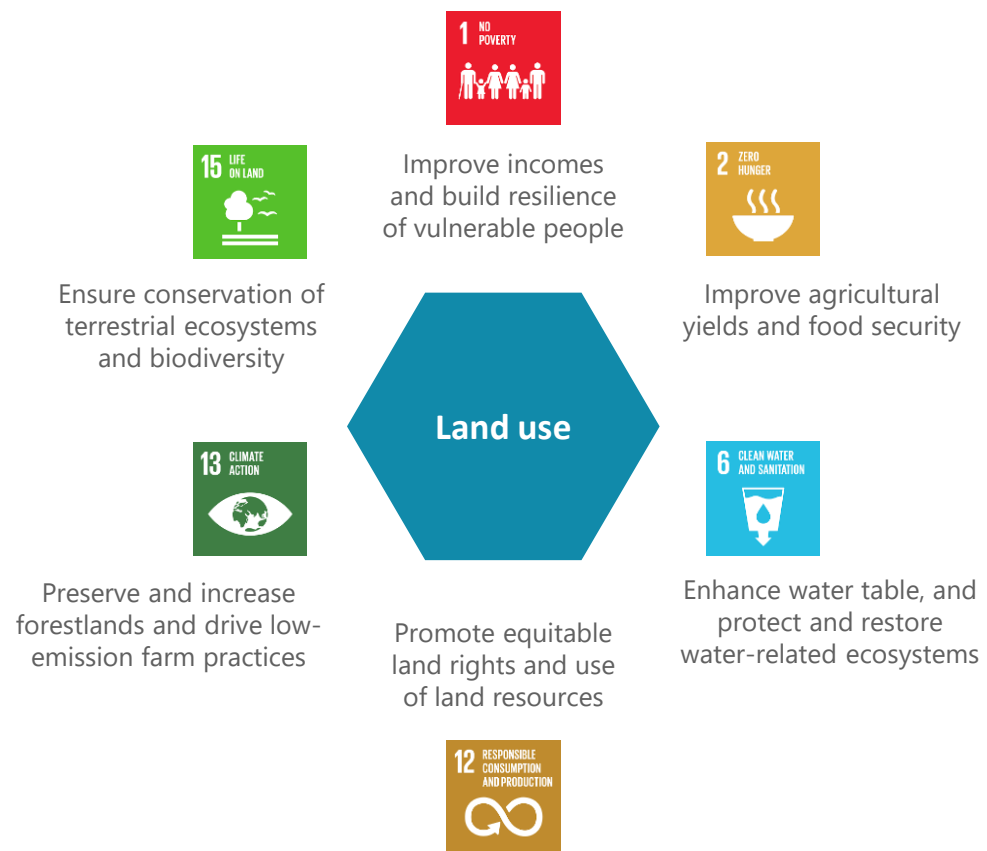 1 NO
POVERTY
Improve incomes
and build resilience
of vulnerable people
15 LIFE
ON LAND
Ensure conservation of
terrestrial ecosystems
and biodiversity
2 ZERO
HUNGER
Improve agricultural
yields and food security
Land use
13 CLIMATE
ACTION
Preserve and increase
forestlands and drive low-
emission farm practices
6 CLEAN WATER
AND SANITATION
Enhance water table, and
protect and restore
water-related ecosystems
Promote equitable
land rights and use
of land resources
12 RESPONSIBLE
CONSUMPTION
AND PRODUCTION